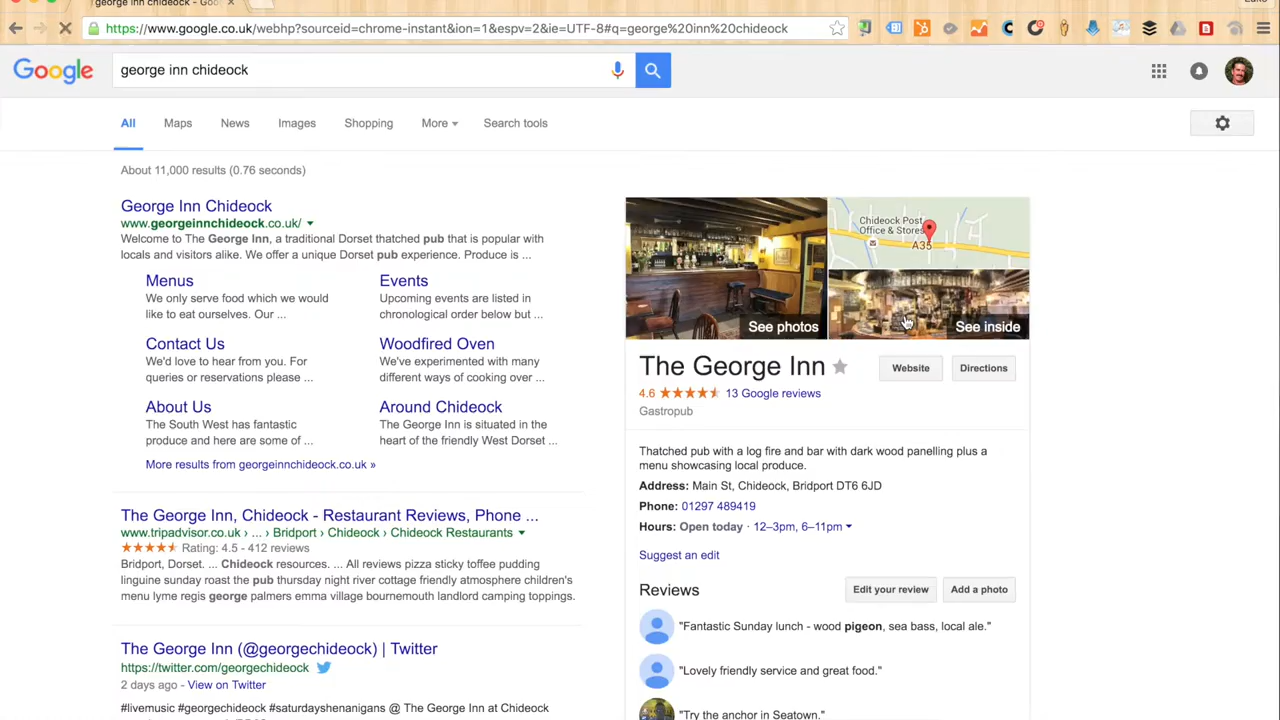 george inn chideock - Goo
https://www.google.co.uk/webhp?sourceid=chrome-instant&ion=1&espv=2&ie=UTF-8#q=george%20inn%20chideock
Google
george inn chideock
All Maps News Images Shopping More Search tools
About 11,000 results (0.76 seconds)
George Inn Chideock
www.georgeinnchideock.co.uk/
Welcome to The George Inn, a traditional Dorset thatched pub that is popular with
locals and visitors alike. We offer a unique Dorset pub experience. Produce is ...
Menus
We only serve food which we would
like to eat ourselves. Our ...
Events
Upcoming events are listed in
chronological order below but ...
Contact Us
We'd love to hear from you. For
queries or reservations please ...
Woodfired Oven
We've experimented with many
different ways of cooking over ...
About Us
The South West has fantastic
produce and here are some of ...
Around Chideock
The George Inn is situated in the
heart of the friendly West Dorset ...
More results from georgeinnchideock.co.uk »
The George Inn, Chideock - Restaurant Reviews, Phone ...
www.tripadvisor.co.uk › ... › Bridport › Chideock › Chideock Restaurants
Rating: 4.5 - 412 reviews
Bridport, Dorset. ... Chideock resources. ... All reviews pizza sticky toffee pudding
linguine sunday roast the pub thursday night river cottage friendly atmosphere children's
menu lyme regis george palmers emma village bournemouth landlord camping toppings.
The George Inn (@georgechideock) | Twitter
https://twitter.com/georgechideock
2 days ago - View on Twitter
#livemusic #georgechideock #saturdayshenanigans @ The George Inn at Chideock
See photos
Chideock Post
Office & Stores
A35
See inside
The George Inn
Website
Directions
4.6 13 Google reviews
Gastropub
Thatched pub with a log fire and bar with dark wood panelling plus a
menu showcasing local produce.
Address: Main St, Chideock, Bridport DT6 6JD
Phone: 01297 489419
Hours: Open today · 12–3pm, 6–11pm
Suggest an edit
Reviews
Edit your review
Add a photo
"Fantastic Sunday lunch - wood pigeon, sea bass, local ale."
"Lovely friendly service and great food."
"Try the anchor in Seatown."